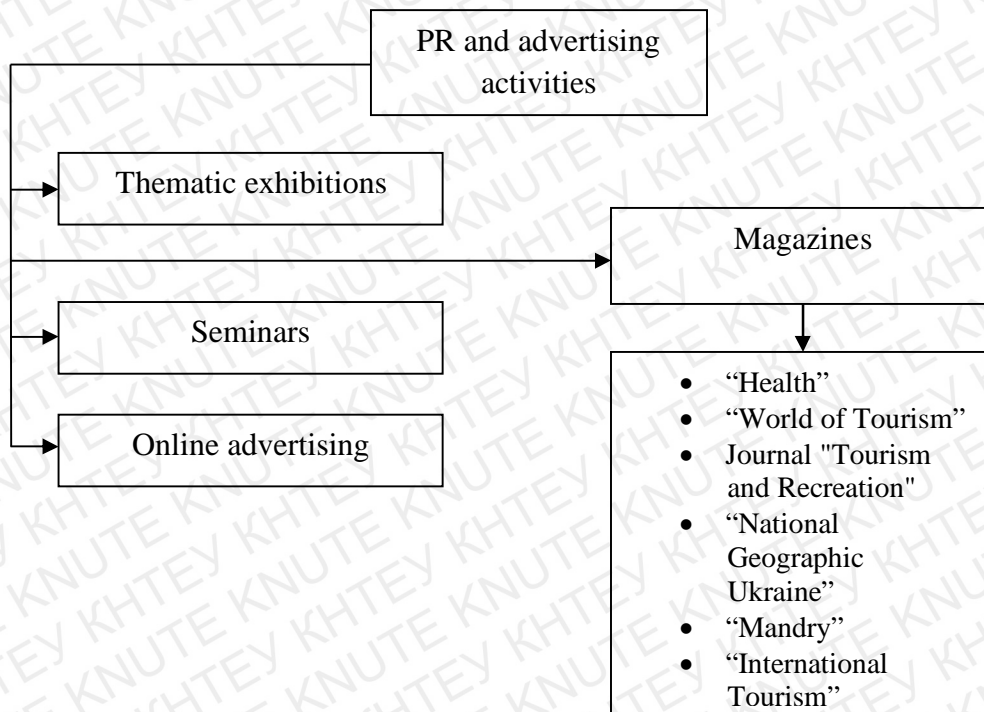 PR and advertising
activities
Thematic exhibitions
Magazines
Seminars
Online advertising
• “Health”
• “World of Tourism”
• Journal "Tourism
and Recreation"
• “National
Geographic
Ukraine”
• “Mandry”
• “International
Tourism”